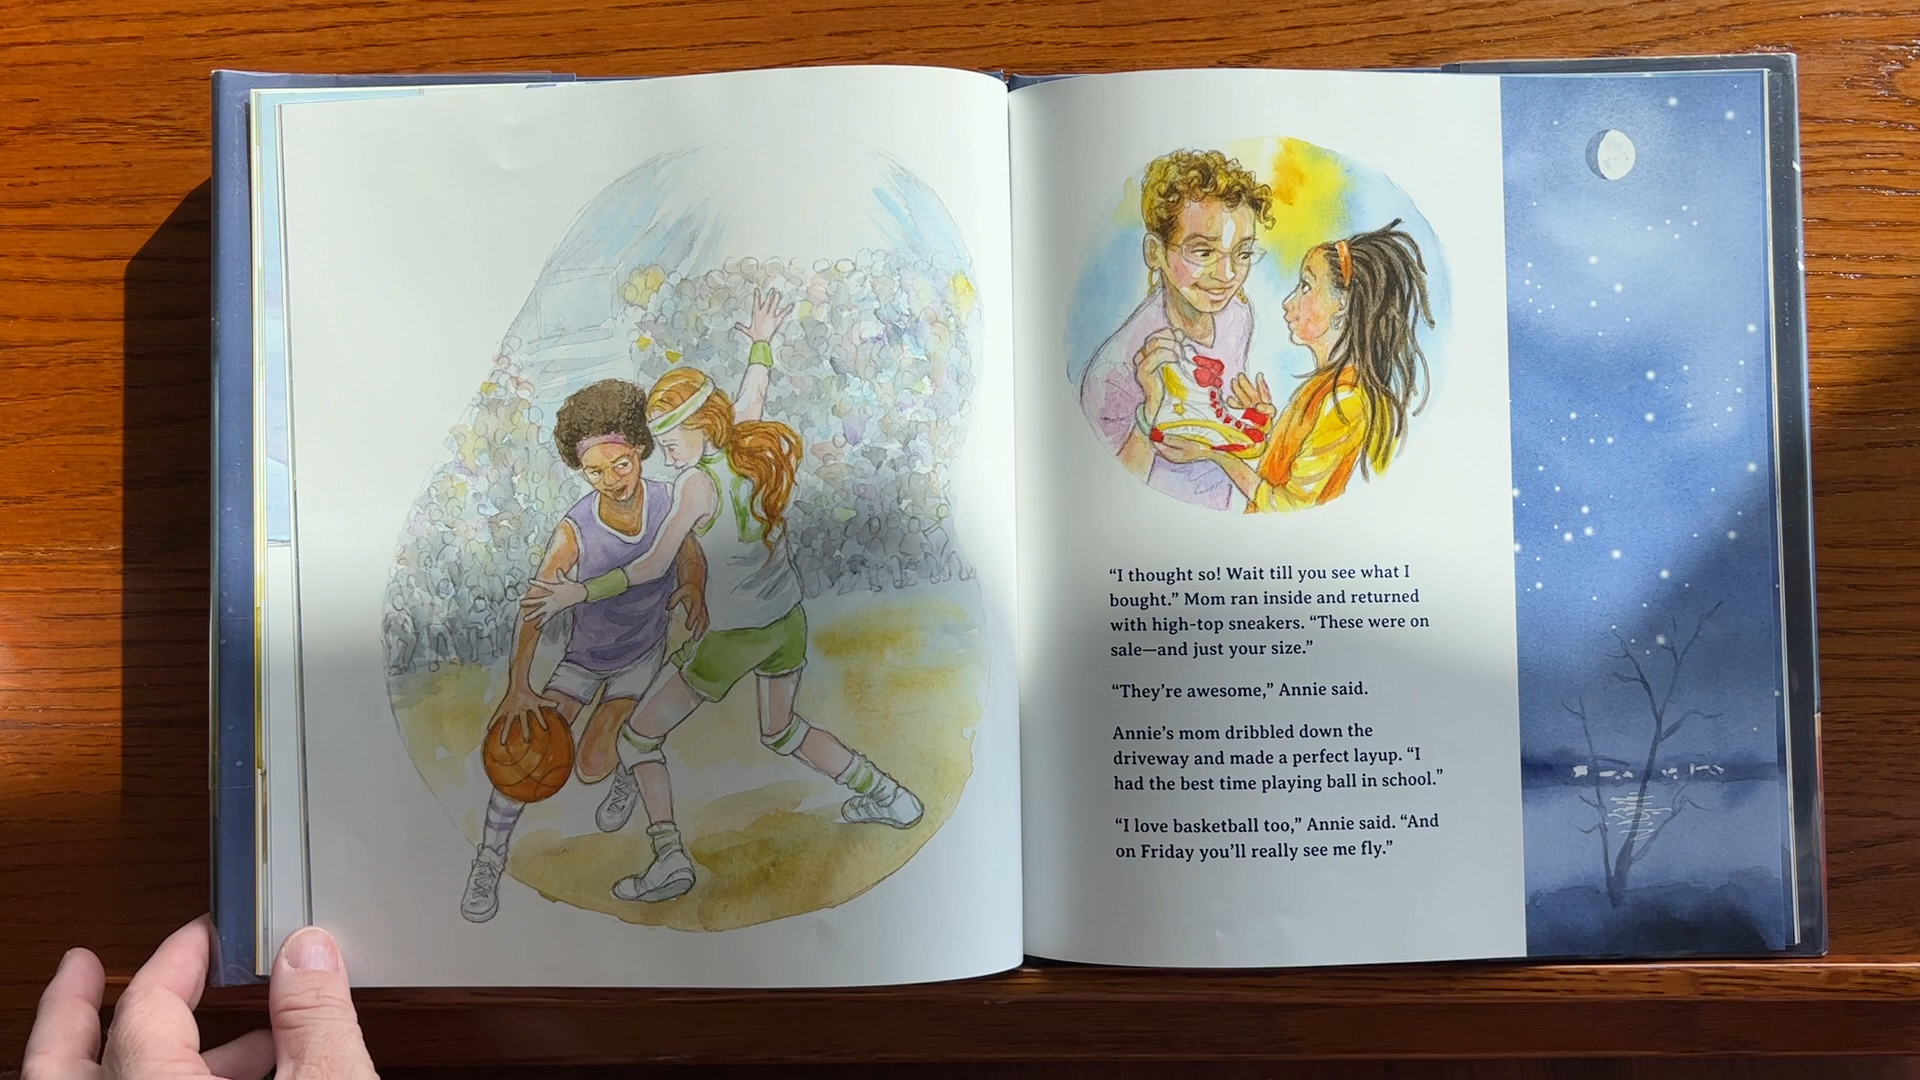 “I thought so! Wait till you see what I
bought.” Mom ran inside and returned
with high-top sneakers. “These were on
sale—and just your size.”
“They’re awesome,” Annie said.
Annie’s mom dribbled down the
driveway and made a perfect layup. “I
had the best time playing ball in school.”
“I love basketball too,” Annie said. “And
on Friday you’ll really see me fly.”